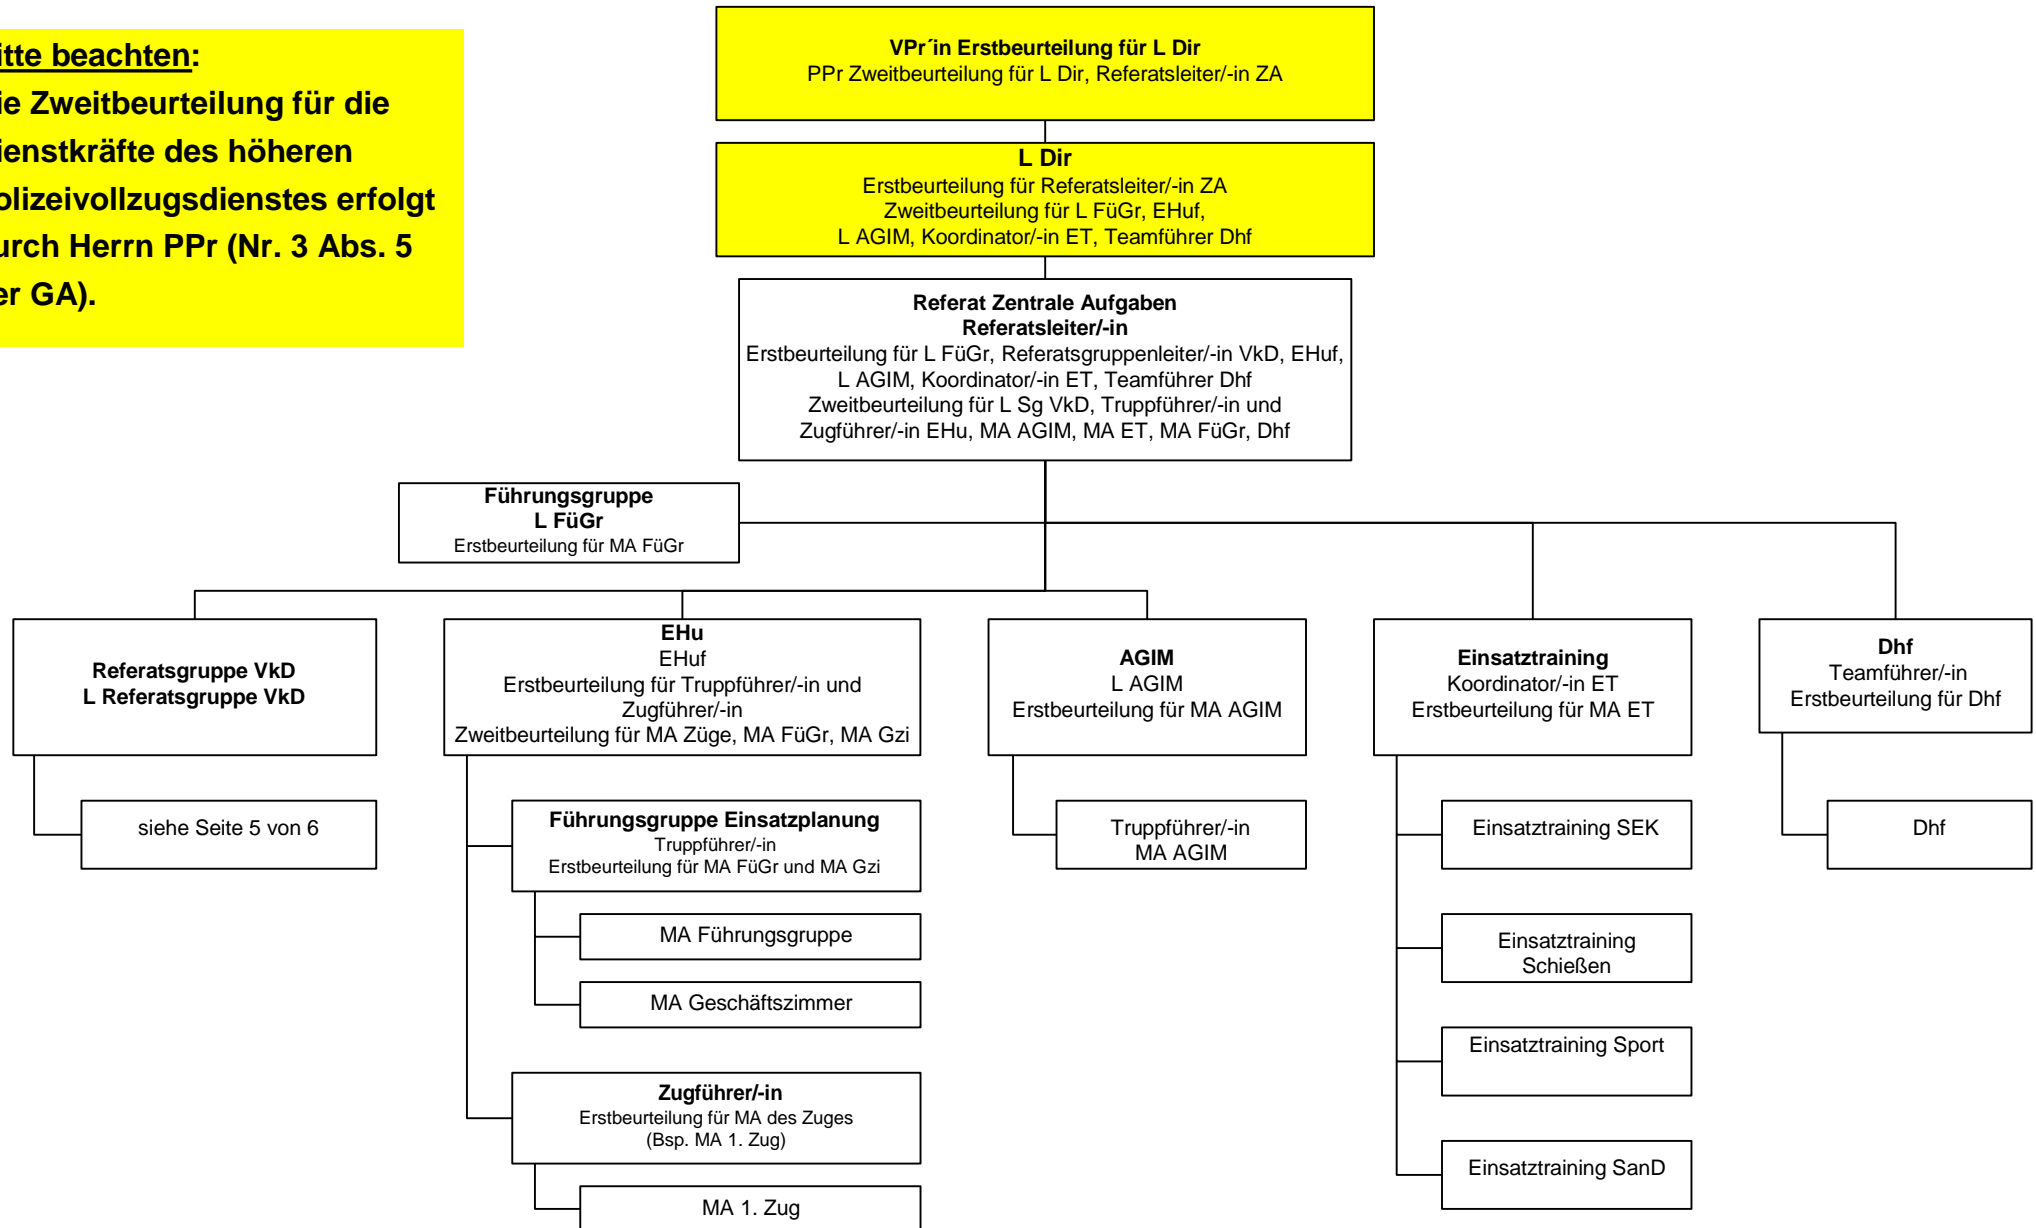 itte beachten:
ie Zweitbeurteilung für die
ienstkräfte des höheren
olizeivollzugsdienstes erfolgt
urch Herrn PPr (Nr. 3 Abs. 5
er GA).
VPr´in Erstbeurteilung für L Dir
PPr Zweitbeurteilung für L Dir, Referatsleiter/-in ZA
L Dir
Erstbeurteilung für Referatsleiter/-in ZA
Zweitbeurteilung für L FüGr, EHuf,
L AGIM, Koordinator/-in ET, Teamführer Dhf
Referat Zentrale Aufgaben
Referatsleiter/-in
Erstbeurteilung für L FüGr, Referatsgruppenleiter/-in VkD, EHuf,
L AGIM, Koordinator/-in ET, Teamführer Dhf
Zweitbeurteilung für L Sg VkD, Truppführer/-in und
Zugführer/-in EHu, MA AGIM, MA ET, MA FüGr, Dhf
Führungsgruppe
L FüGr
Erstbeurteilung für MA FüGr
Referatsgruppe VkD
L Referatsgruppe VkD
siehe Seite 5 von 6
EHu
EHuf
Erstbeurteilung für Truppführer/-in und
Zugführer/-in
Zweitbeurteilung für MA Züge, MA FüGr, MA Gzi
Führungsgruppe Einsatzplanung
Truppführer/-in
Erstbeurteilung für MA FüGr und MA Gzi
MA Führungsgruppe
MA Geschäftszimmer
Zugführer/-in
Erstbeurteilung für MA des Zuges
(Bsp. MA 1. Zug)
MA 1. Zug
AGIM
L AGIM
Erstbeurteilung für MA AGIM
Truppführer/-in
MA AGIM
Einsatztraining
Koordinator/-in ET
Erstbeurteilung für MA ET
Einsatztraining SEK
Einsatztraining
Schießen
Einsatztraining Sport
Einsatztraining SanD
Dhf
Teamführer/-in
Erstbeurteilung für Dhf
Dhf